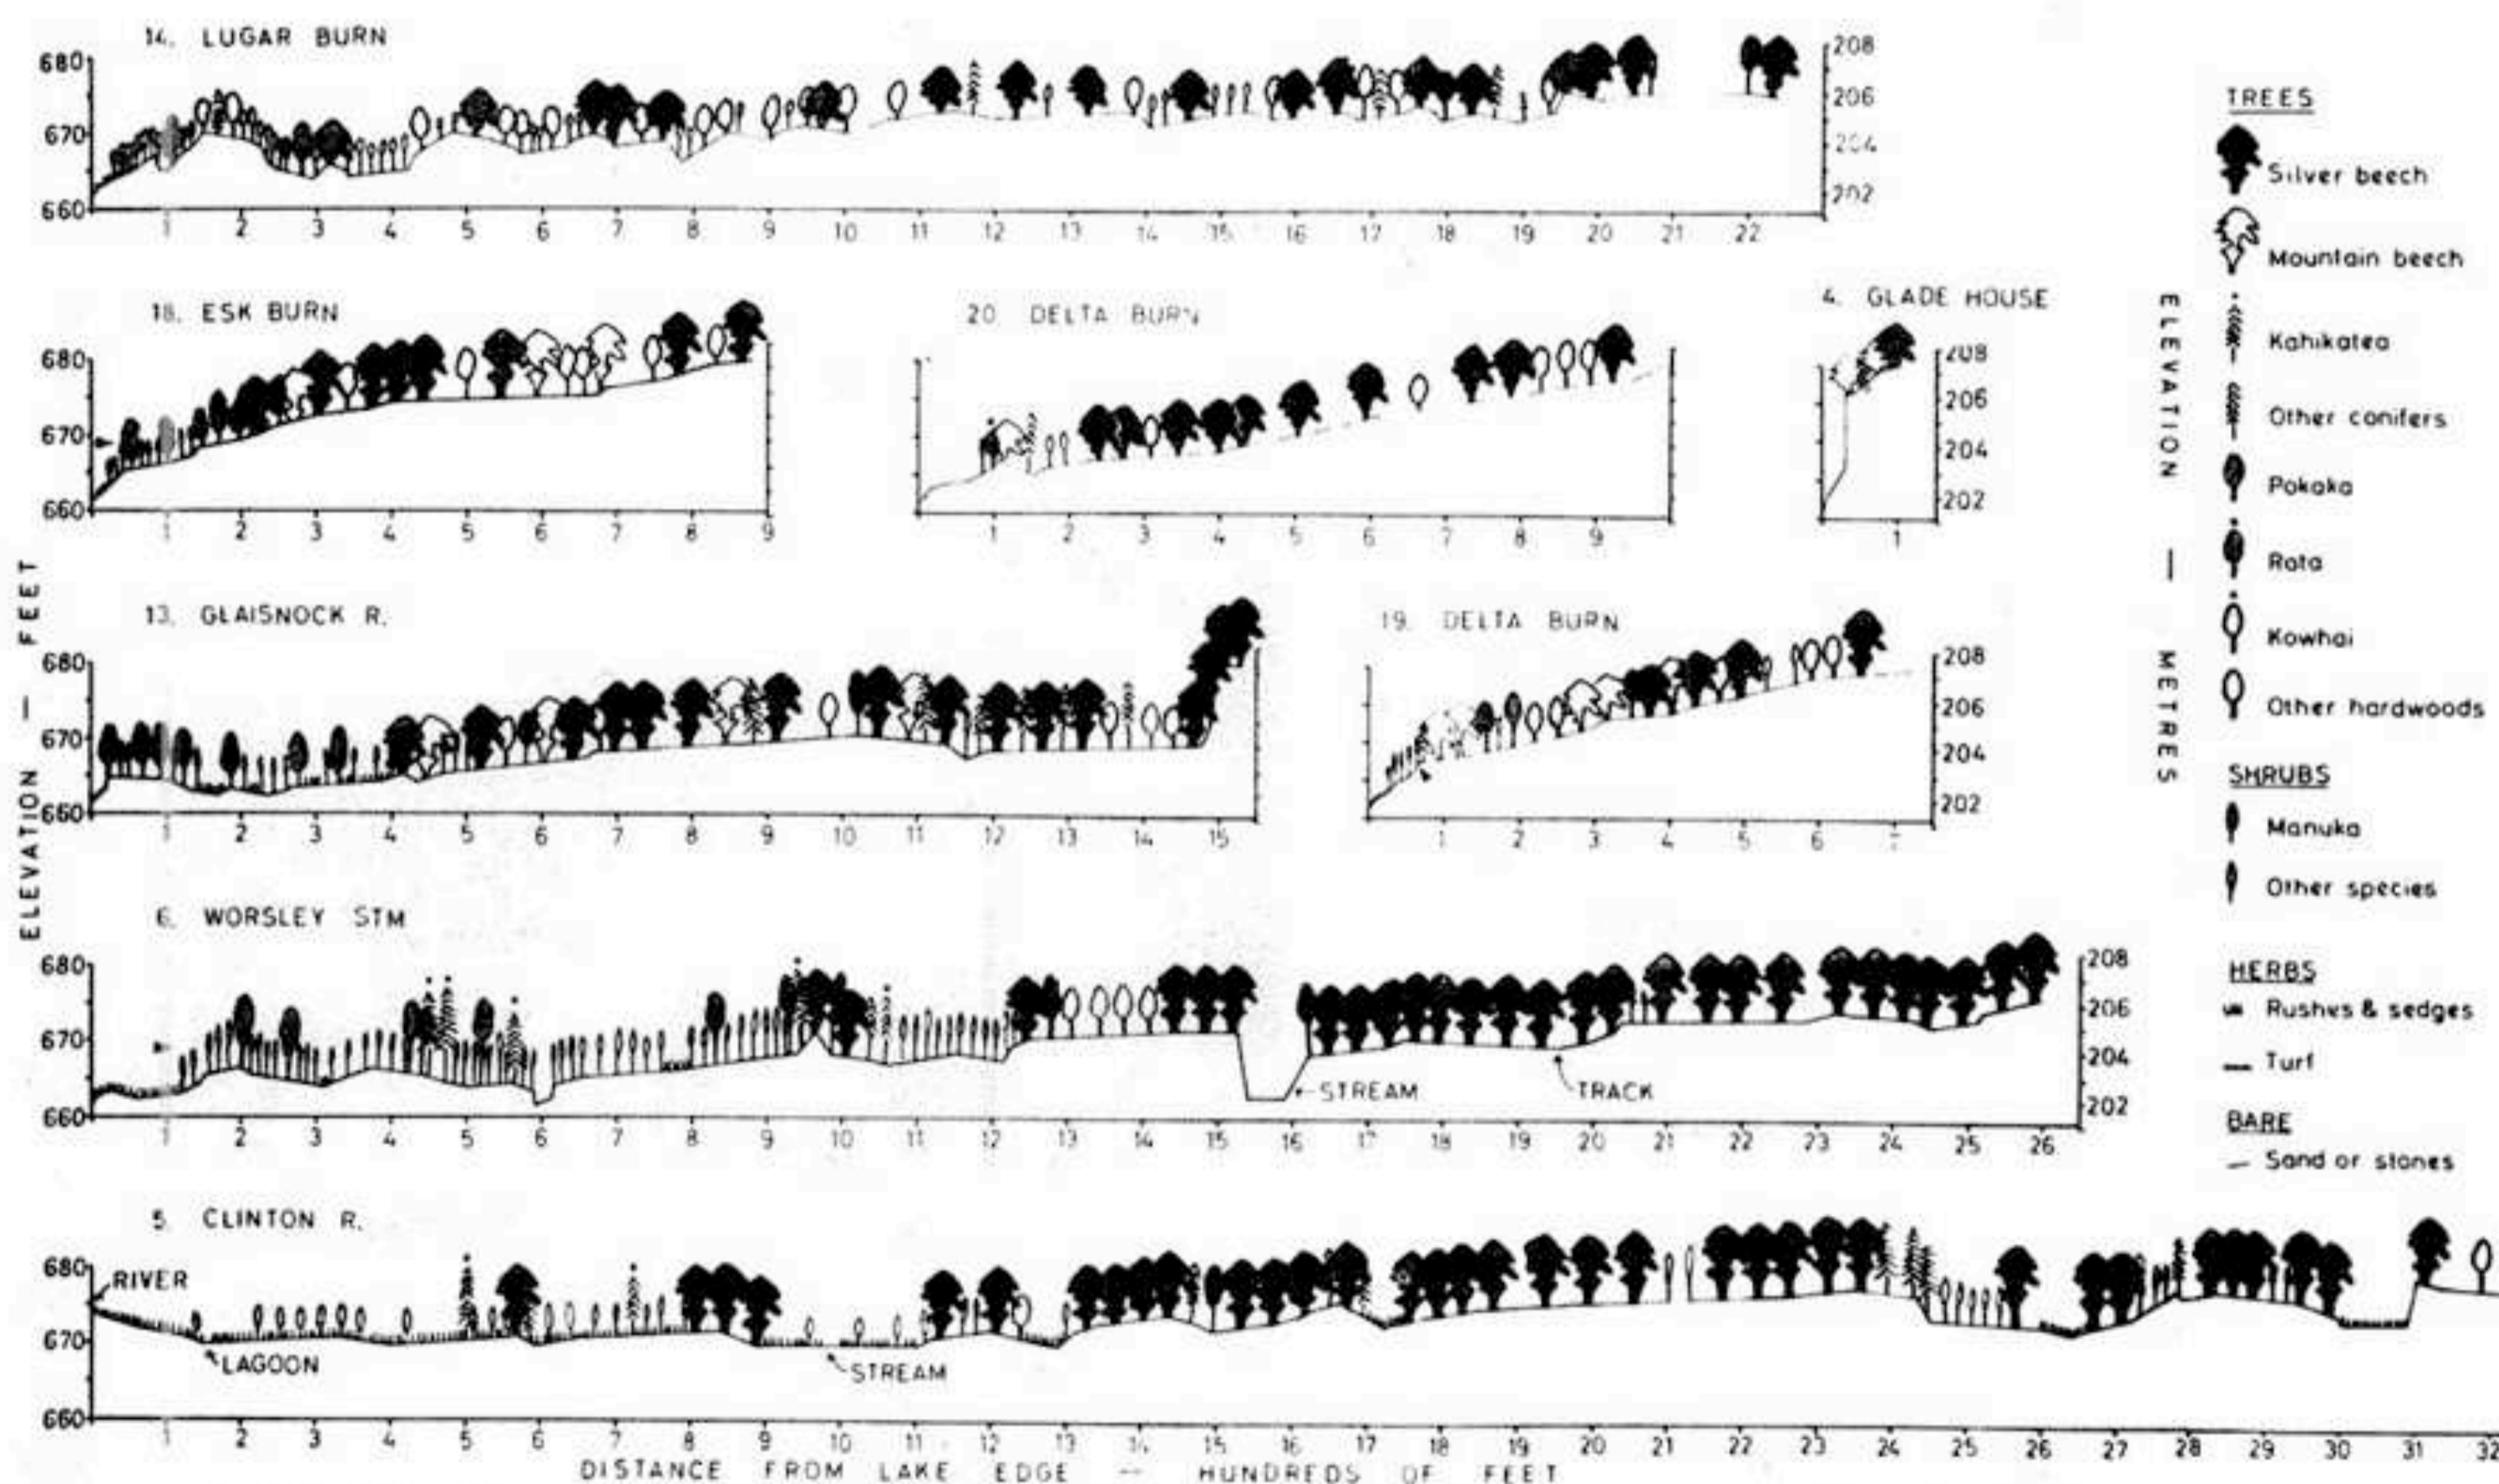 14. LUGAR BURN
680
670
660
208
206
204
202
1 2 3 4 5 6 7 8 9 10 11 12 13 14 15 16 17 18 19 20 21 22
18. ESK BURN
680
670
660
1 2 3 4 5 6 7 8 9
20 DELTA BURN
1 2 3 4 5 6 7 8 9
4. GLADE HOUSE
208
206
204
202
1
13. GLAISNOCK R.
680
670
660
1 2 3 4 5 6 7 8 9 10 11 12 13 14 15
19. DELTA BURN
208
206
204
202
1 2 3 4 5 6 7
6. WORSLEY STM
680
670
660
208
206
204
202
STREAM
TRACK
1 2 3 4 5 6 7 8 9 10 11 12 13 14 15 16 17 18 19 20 21 22 23 24 25 26
5 CLINTON R.
680
670
660
RIVER
LAGOON
STREAM
1 2 3 4 5 6 7 8 9 10 11 12 13 14 15 16 17 18 19 20 21 22 23 24 25 26 27 28 29 30 31 32
DISTANCE FROM LAKE EDGE — HUNDREDS OF FEET
ELEVATION — FEET
ELEVATION — METRES
TREES
Silver beech
Mountain beech
Kahikatea
Other conifers
Pokaka
Rata
Kowhai
Other hardwoods
SHRUBS
Manuka
Other species
HERBS
Rushes & sedges
Turf
BARE
Sand or stones